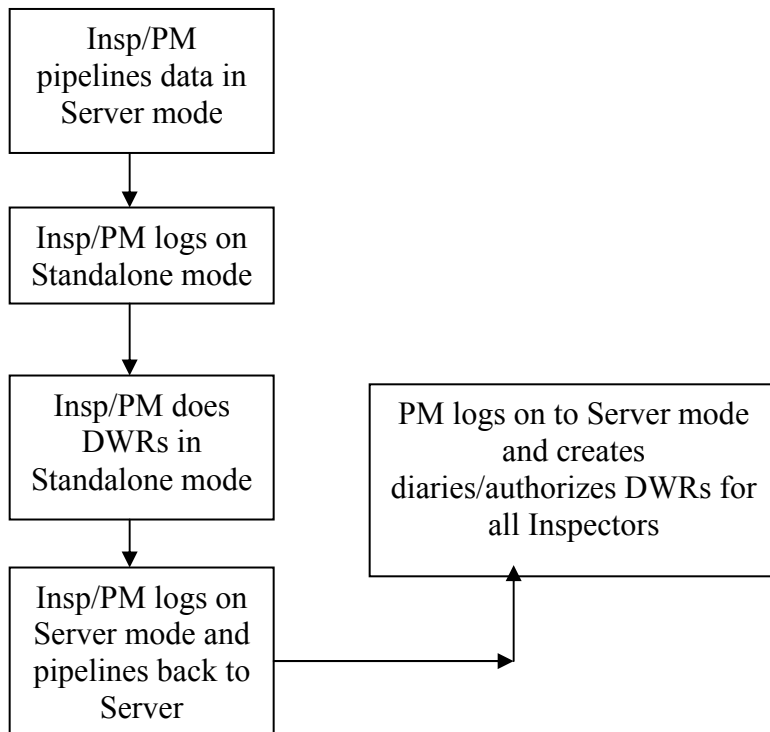 Insp/PM
pipelines data in
Server mode
Insp/PM logs on
Standalone mode
Insp/PM does
DWRs in
Standalone mode
PM logs on to Server mode
and creates
diaries/authorizes DWRs for
all Inspectors
Insp/PM logs on
Server mode and
pipelines back to
Server